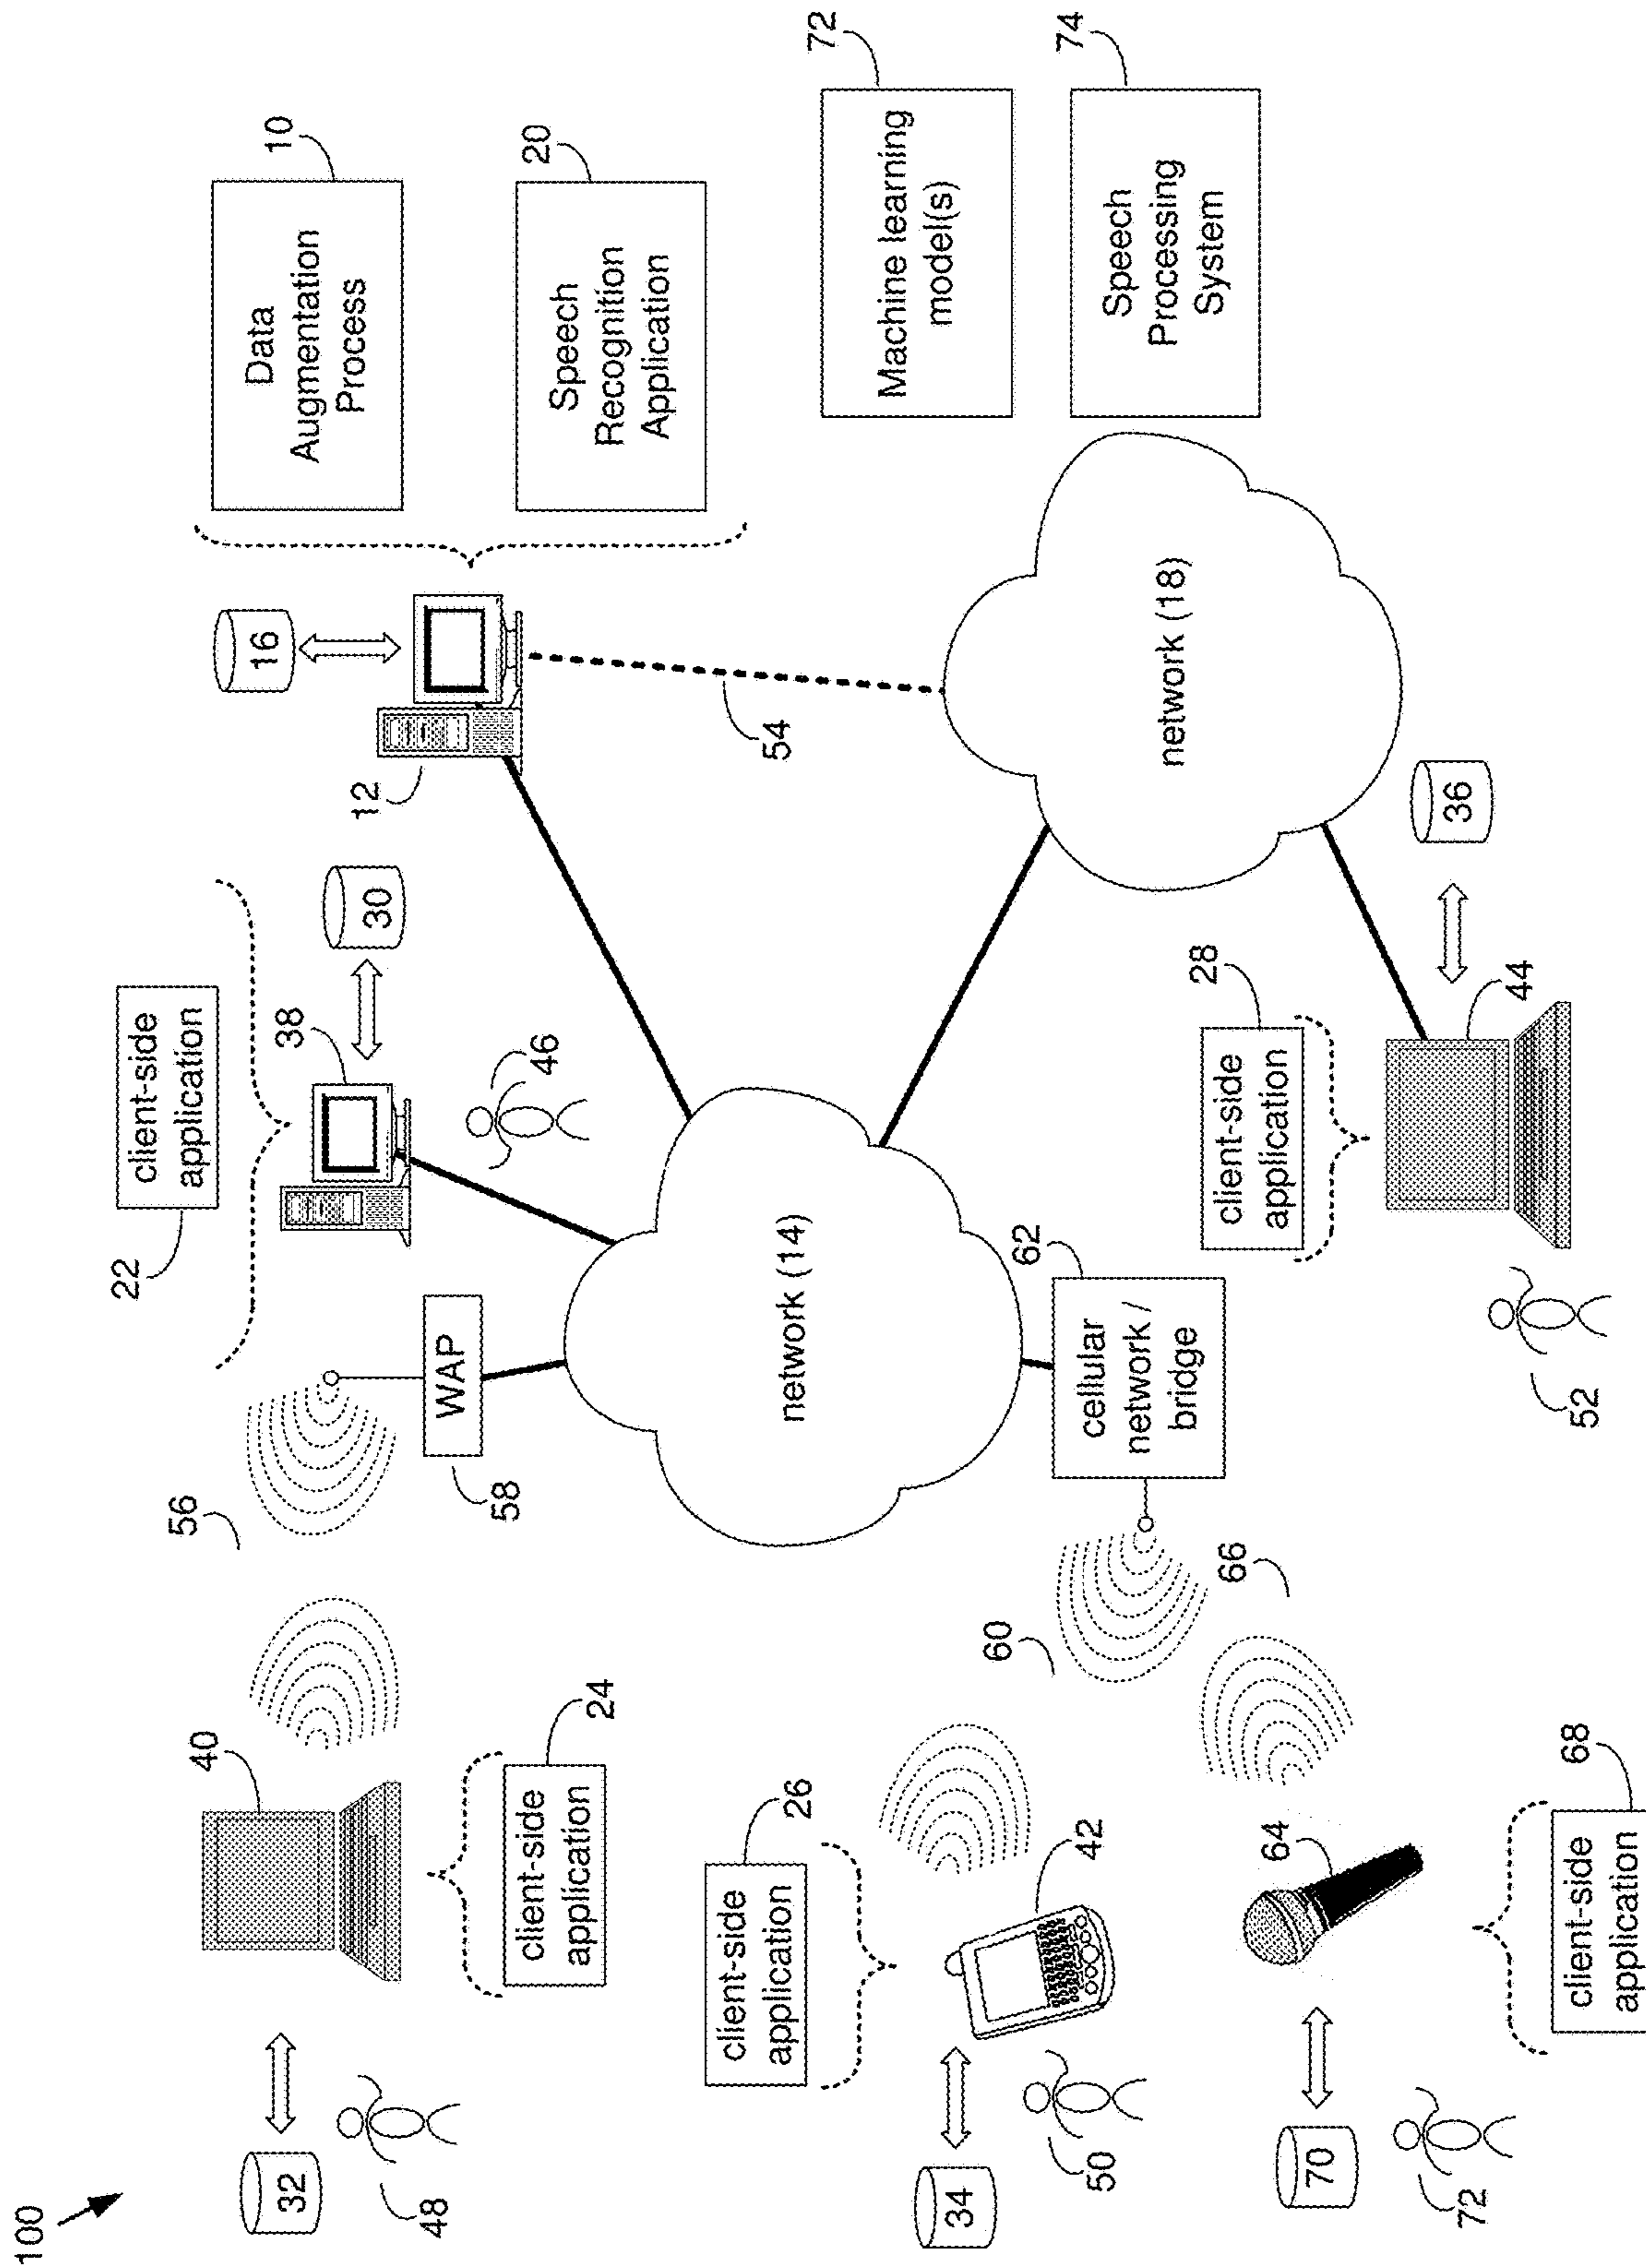 100
32
48
40
24
client-side
application
56
58
WAP
22
client-side
application
38
30
46
12
16
10
Data
Augmentation
Process
20
Speech
Recognition
Application
54
34
50
26
client-side
application
42
60
network (14)
62
cellular
network /
bridge
network (18)
72
Machine learning
model(s)
74
Speech
Processing
System
70
72
64
66
68
client-side
application
52
28
client-side
application
44
36